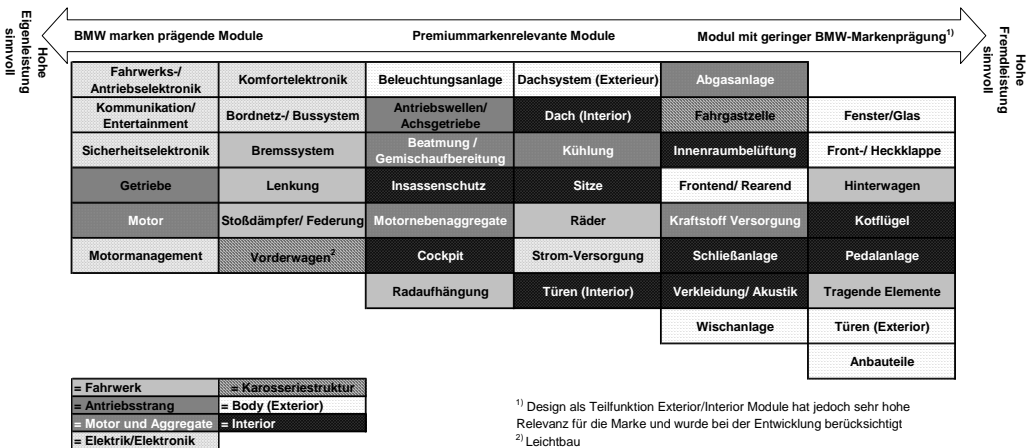 Hohe
Eigenleistung
sinnvoll
BMW marken prägende Module
Premiummarkenrelevante Module
Modul mit geringer BMW-Markenprägung1)
Hohe
Fremdleistung
sinnvoll
Fahrwerks-/
Antriebselektronik
Komfortelektronik
Beleuchtungsanlage
Dachsystem (Exterieur)
Abgasanlage
Kommunikation/
Entertainment
Bordnetz-/ Bussystem
Antriebswellen/
Achsgetriebe
Dach (Interior)
Fahrgastzelle
Fenster/Glas
Sicherheitselektronik
Bremssystem
Beatmung /
Gemischaufbereitung
Kühlung
Innenraumbelüftung
Front-/ Heckklappe
Getriebe
Lenkung
Insassenschutz
Sitze
Frontend/ Rearend
Hinterwagen
Motor
Stoßdämpfer/ Federung
Motornebenaggregate
Räder
Kraftstoff Versorgung
Kotflügel
Motormanagement
Vorderwagen2
Cockpit
Strom-Versorgung
Schließanlage
Pedalanlage
Radaufhängung
Türen (Interior)
Verkleidung/ Akustik
Tragende Elemente
Wischanlage
Türen (Exterior)
Anbauteile
= Fahrwerk
= Karosseriestruktur
= Antriebsstrang
= Body (Exterior)
= Motor und Aggregate
= Interior
= Elektrik/Elektronik
1) Design als Teilfunktion Exterior/Interior Module hat jedoch sehr hohe
Relevanz für die Marke und wurde bei der Entwicklung berücksichtigt
2) Leichtbau